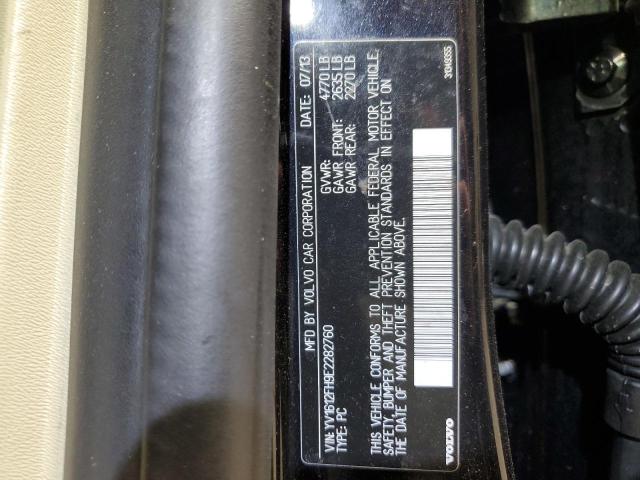 MFD BY VOLVO CAR CORPORATION DATE: 07/13
GVWR: 4770 LB
GAWR FRONT: 2635 LB
GAWR REAR: 2270 LB
VIN: YV1612FH9F2282760
TYPE: PC
THIS VEHICLE CONFORMS TO ALL APPLICABLE FEDERAL MOTOR VEHICLE
SAFETY, BUMPER AND THEFT PREVENTION STANDARDS IN EFFECT ON
THE DATE OF MANUFACTURE SHOWN ABOVE.
VOLVO